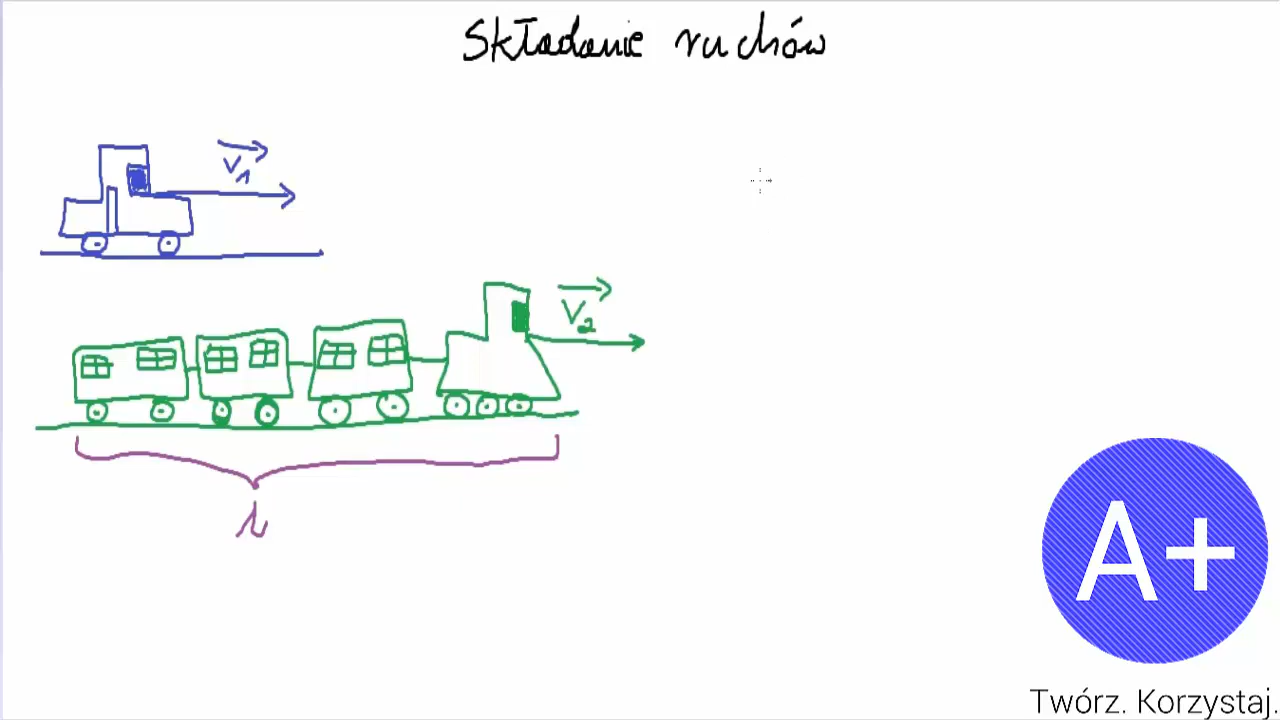 Składanie ruchów
V1
V2
l
A+
Twórz. Korzystaj.